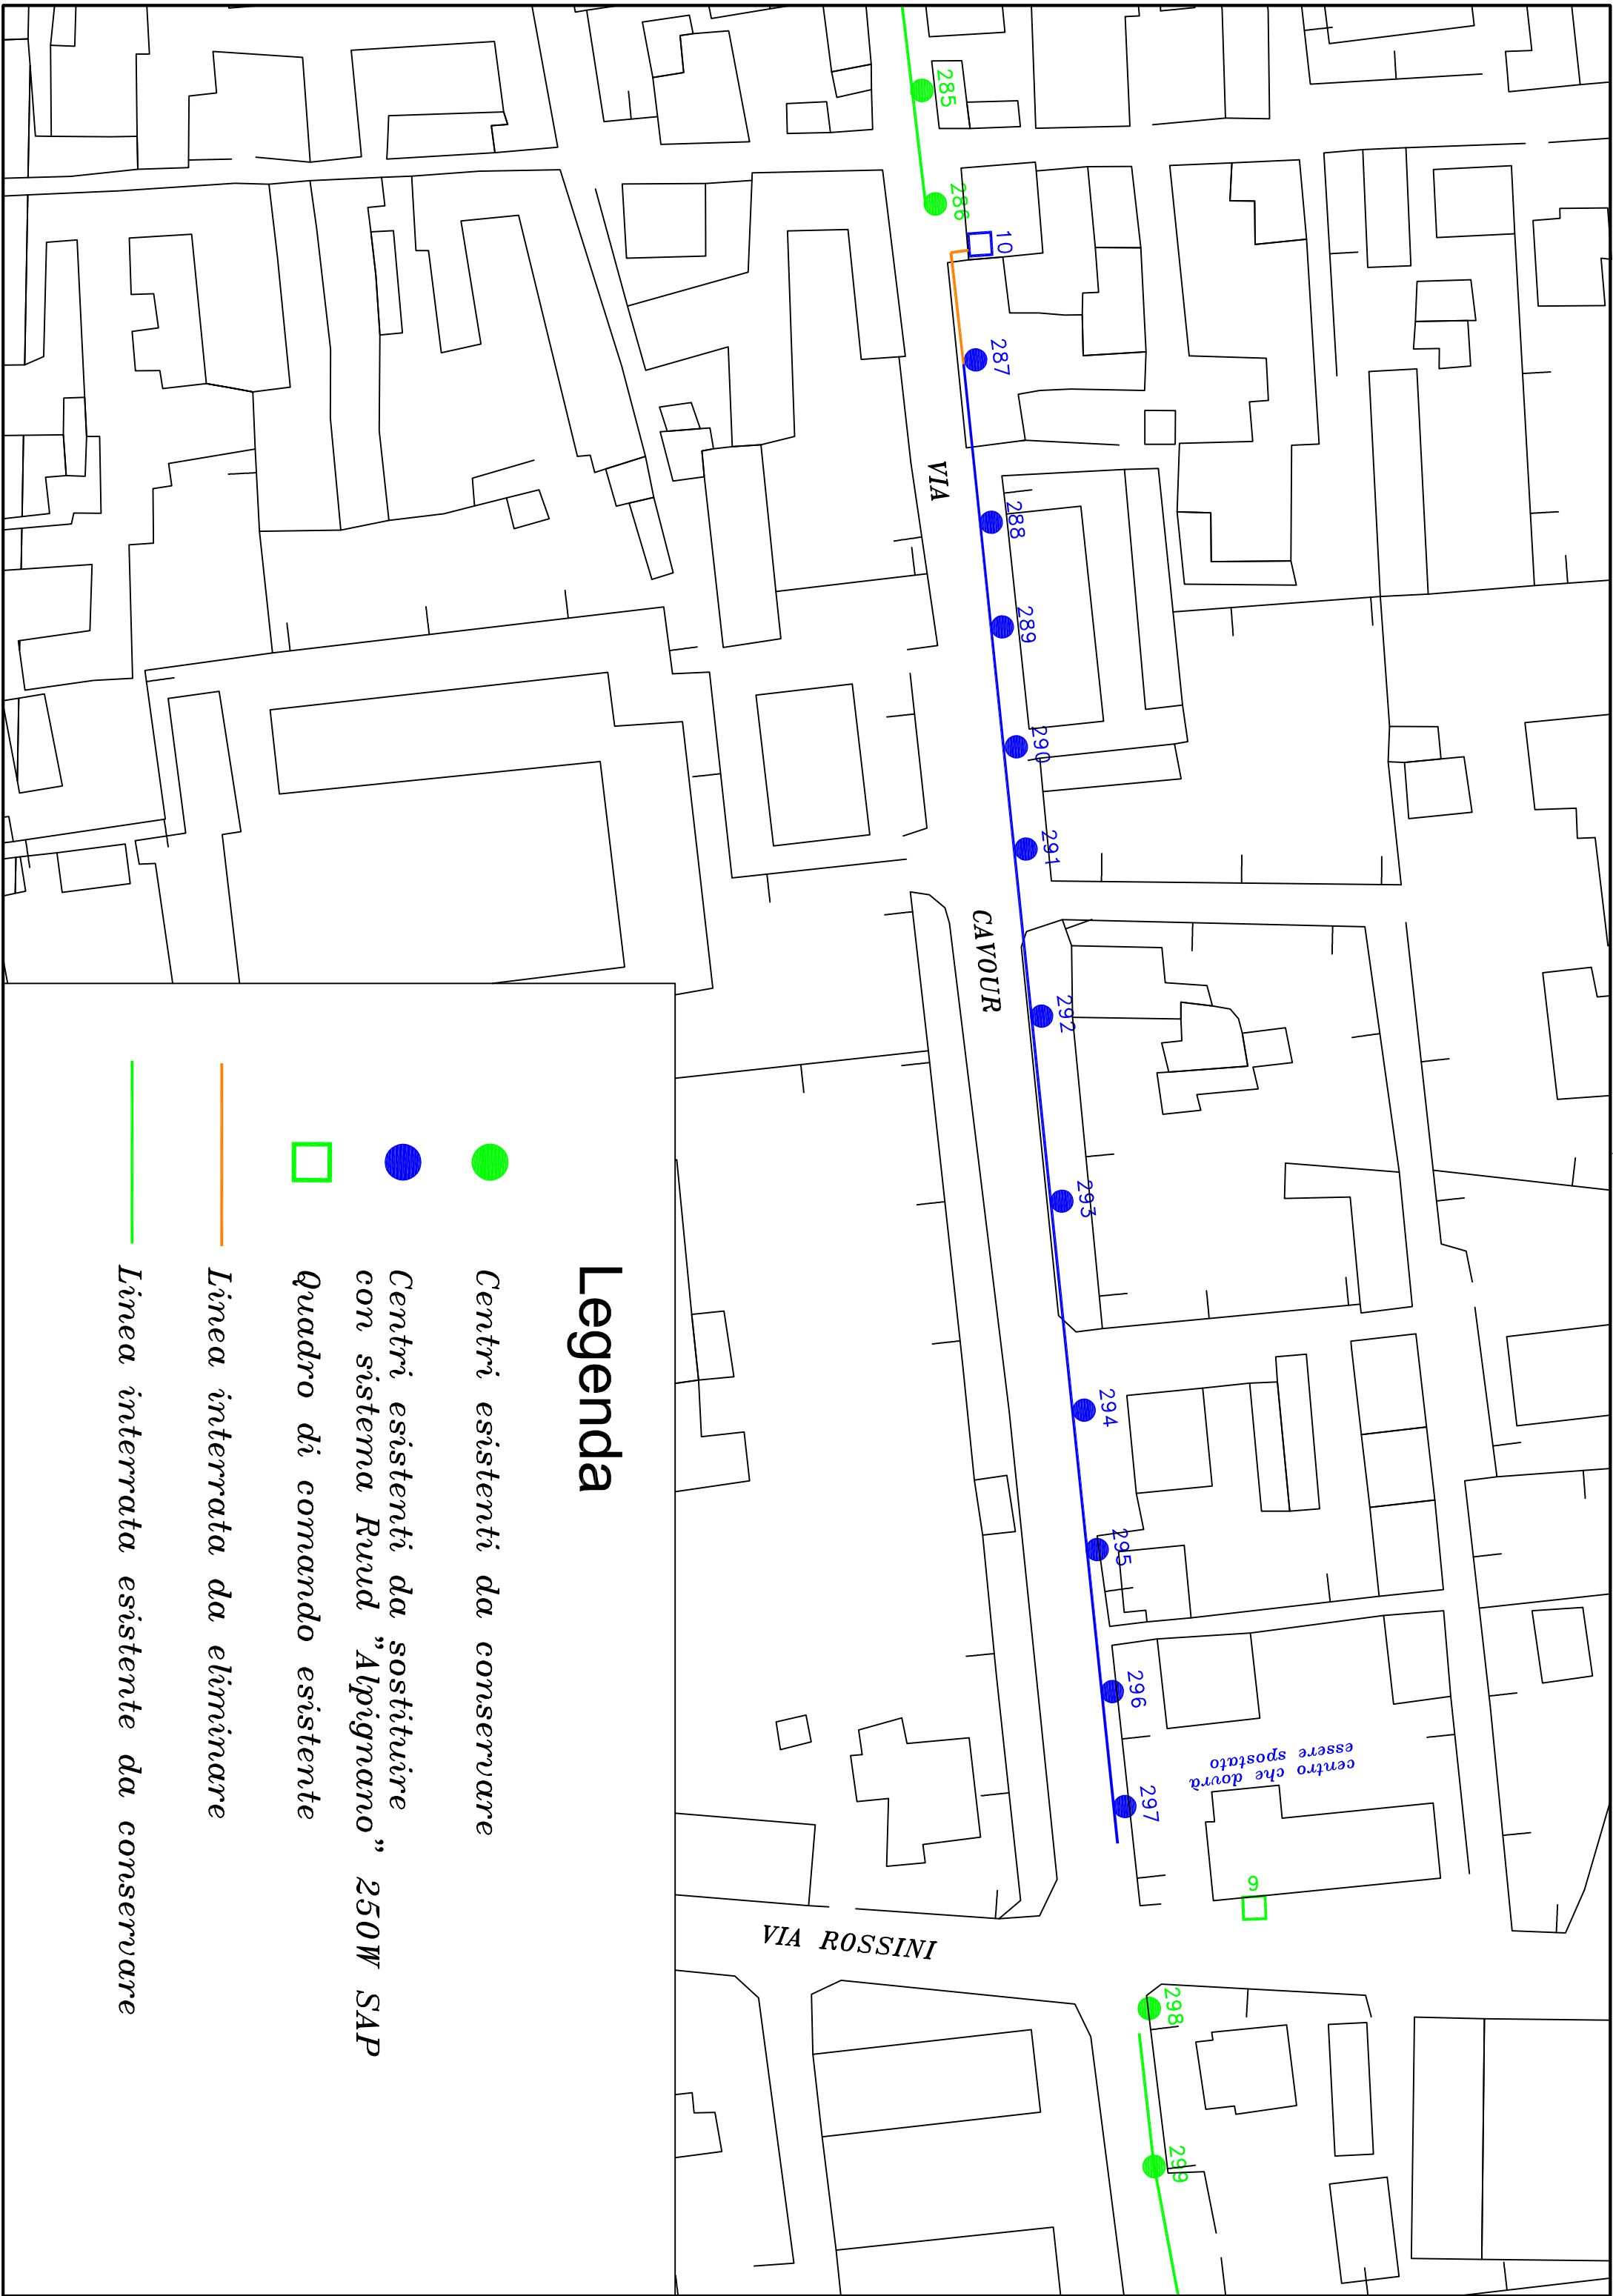 285
286
10
287
VIA
288
289
290
291
CAVOUR
292
293
294
295
296
centro che dovrà
essere spostato
297
9
VIA ROSSINI
298
299
Legenda
Centri esistenti da conservare
Centri esistenti da sostituire
con sistema Ruud "Alpignano" 250W SAP
Quadro di comando esistente
Linea interrata da eliminare
Linea interrata esistente da conservare